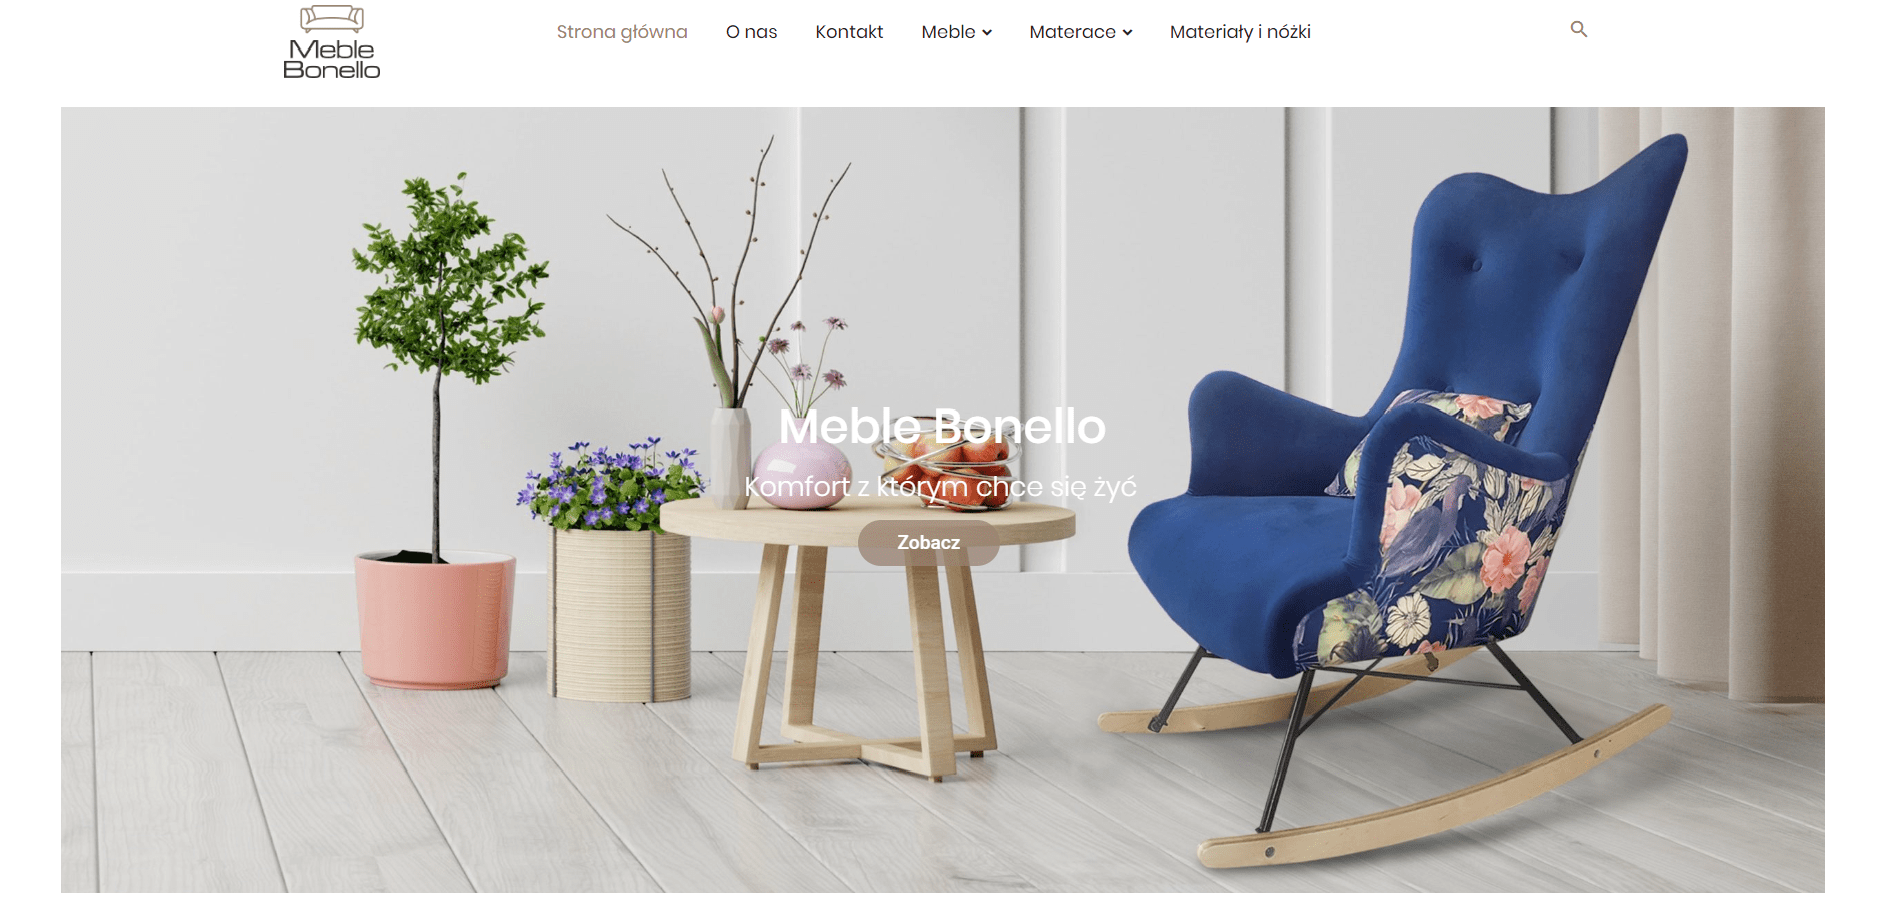 Meble
Bonello
Strona główna
O nas
Kontakt
Meble
Materace
Materiały i nóżki
Meble Bonello
Komfort z którym chce się żyć
Zobacz